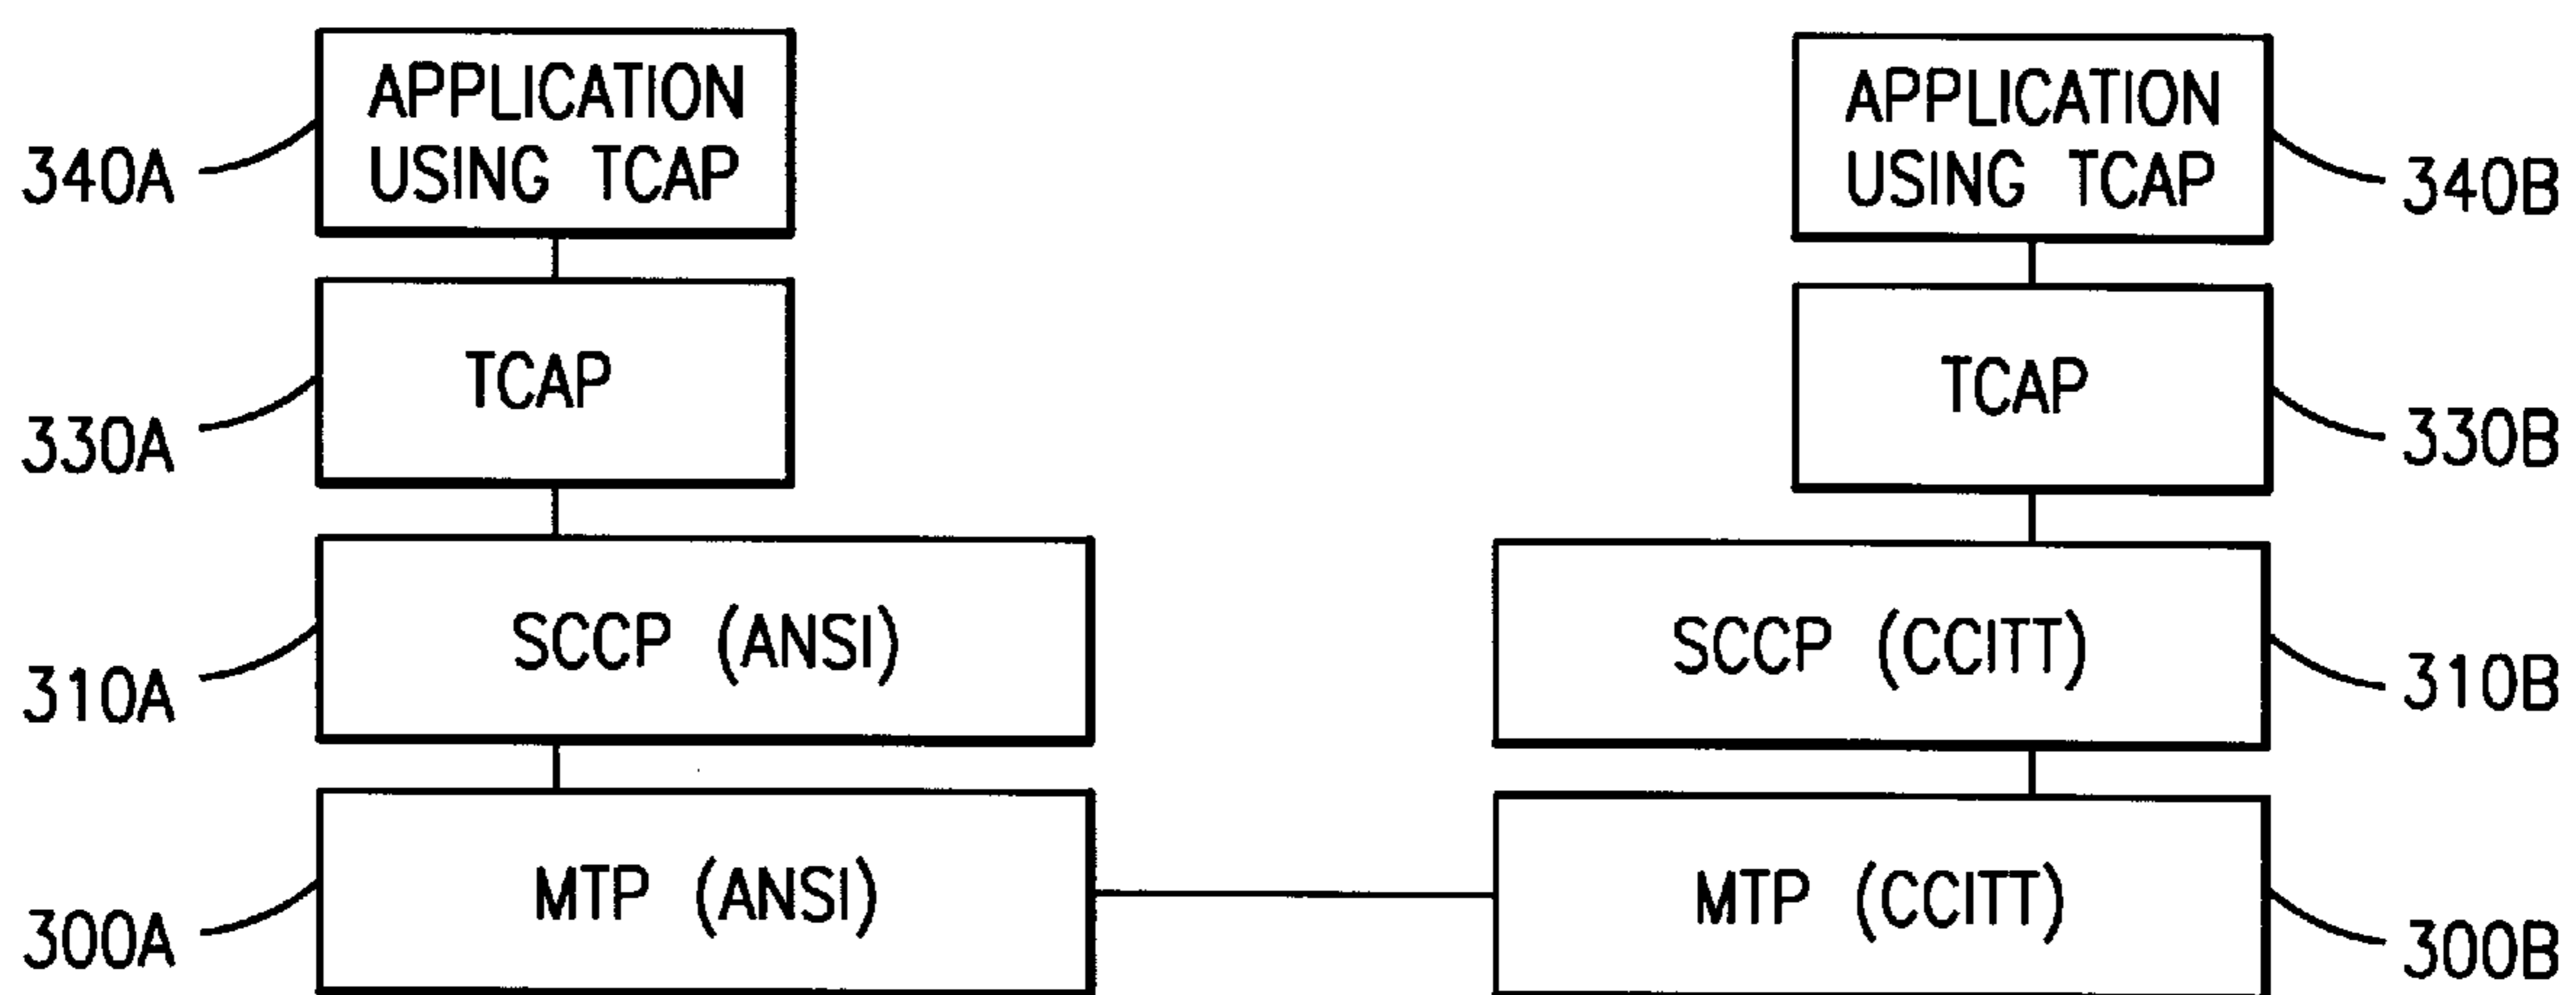 APPLICATION
USING TCAP
340A
APPLICATION
USING TCAP
340B
TCAP
330A
TCAP
330B
SCCP (ANSI)
310A
SCCP (CCITT)
310B
MTP (ANSI)
300A
MTP (CCITT)
300B